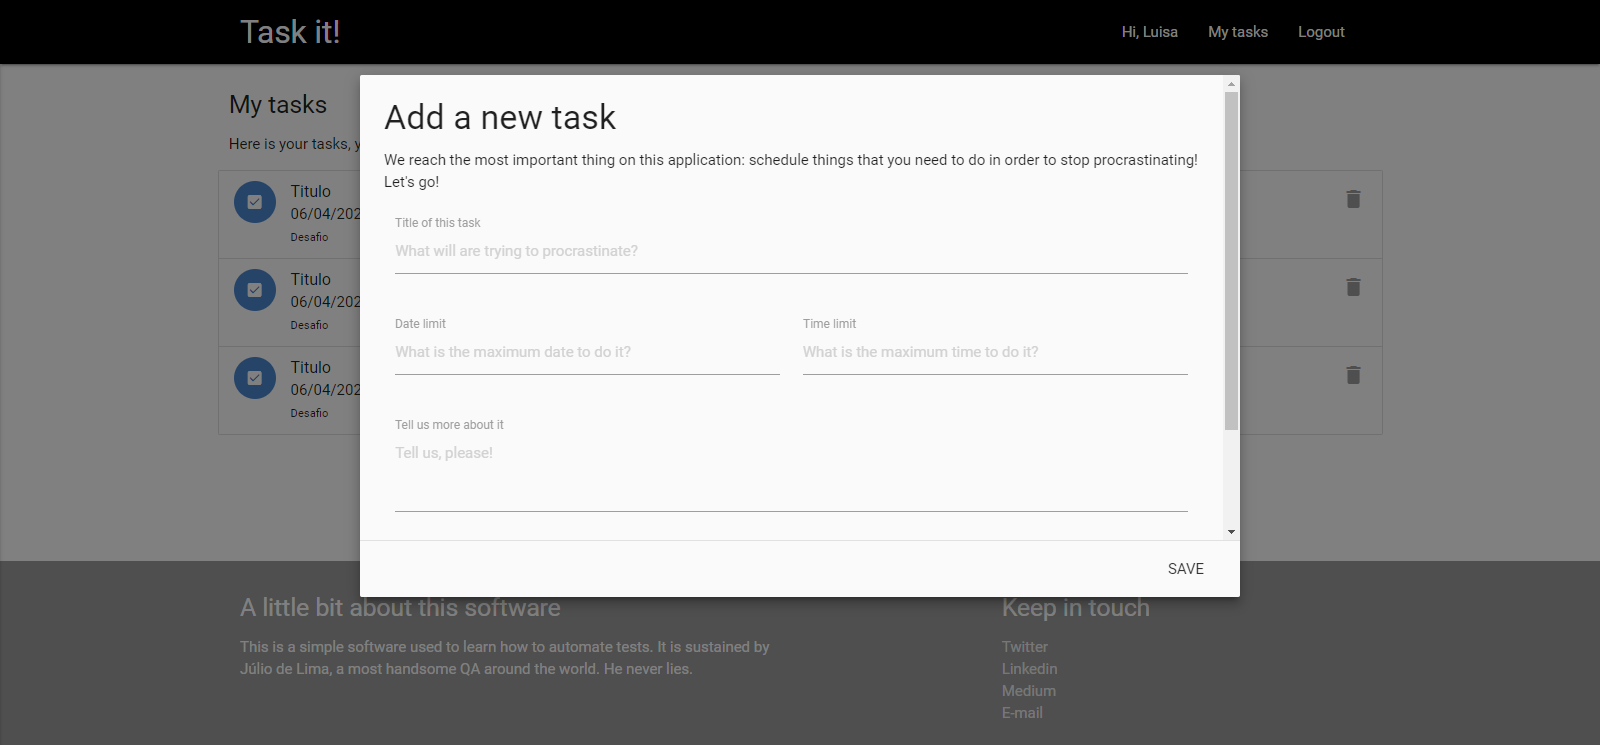 Task it!
Hi, Luisa
My tasks
Logout
My tasks
Here is your tasks,
Add a new task
We reach the most important thing on this application: schedule things that you need to do in order to stop procrastinating!
Let's go!
Title of this task
What will are trying to procrastinate?
Date limit
What is the maximum date to do it?
Time limit
What is the maximum time to do it?
Tell us more about it
Tell us, please!
SAVE
Titulo
06/04/202
Desafio
Titulo
06/04/202
Desafio
Titulo
06/04/202
Desafio
A little bit about this software
This is a simple software used to learn how to automate tests. It is sustained by
Júlio de Lima, a most handsome QA around the world. He never lies.
Keep in touch
Twitter
Linkedin
Medium
E-mail